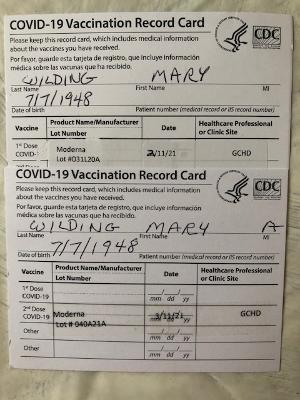 COVID-19 Vaccination Record Card
Please keep this record card, which includes medical information
about the vaccines you have received.
Por favor, guarde esta tarjeta de registro, que incluye información
médica sobre las vacunas que ha recibido.
CDC
WILDING MARY
Last Name First Name MI
7/7/1948
Date of birth Patient number (medical record or IIS record number)
Vaccine Product Name/Manufacturer Date Healthcare Professional
Lot Number or Clinic Site
1st Dose Moderna 2/11/21 GCHD
COVID-19 Lot #031L20A
COVID-19 Vaccination Record Card
Please keep this record card, which includes medical information
about the vaccines you have received.
Por favor, guarde esta tarjeta de registro, que incluye información
médica sobre las vacunas que ha recibido.
CDC
WILDING MARY A
Last Name First Name MI
7/7/1948
Date of birth Patient number (medical record or IIS record number)
Vaccine Product Name/Manufacturer Date Healthcare Professional
Lot Number or Clinic Site
1st Dose
COVID-19 mm dd yy
2nd Dose Moderna 3/11/21 GCHD
COVID-19 Lot # 040A21A mm dd yy
Other
mm dd yy
Other
mm dd yy